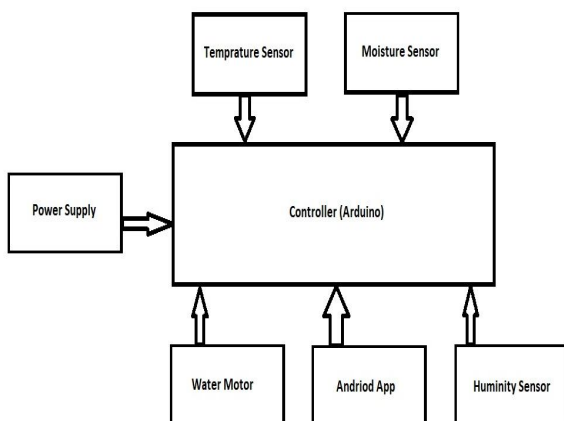 Temprature Sensor
Moisture Sensor
Power Supply
Controller (Arduino)
Water Motor
Andriod App
Huminity Sensor